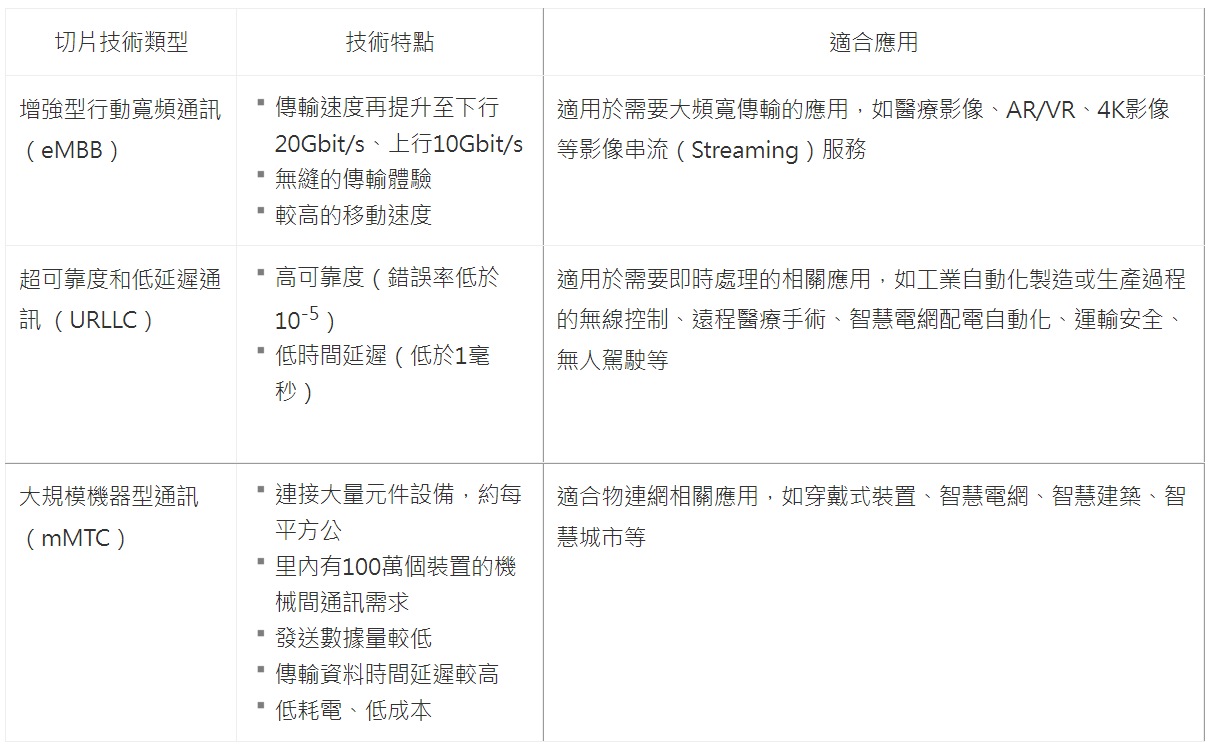 切片技術類型
技術特點
適合應用
增強型行動寬頻通訊
（eMBB）
▪ 傳輸速度再提升至下行
20Gbit/s、上行10Gbit/s
▪ 無縫的傳輸體驗
▪ 較高的移動速度
適用於需要大頻寬傳輸的應用，如醫療影像、AR/VR、4K影像
等影像串流（Streaming）服務
超可靠度和低延遲通
訊 （URLLC）
▪ 高可靠度（錯誤率低於
10⁻⁵）
▪ 低時間延遲（低於1毫
秒）
適用於需要即時處理的相關應用，如工業自動化製造或生產過程
的無線控制、遠程醫療手術、智慧電網配電自動化、運輸安全、
無人駕駛等
大規模機器型通訊
（mMTC）
▪ 連接大量元件設備，約每
平方公
▪ 里內有100萬個裝置的機
械間通訊需求
▪ 發送數據量較低
▪ 傳輸資料時間延遲較高
▪ 低耗電、低成本
適合物連網相關應用，如穿戴式裝置、智慧電網、智慧建築、智
慧城市等